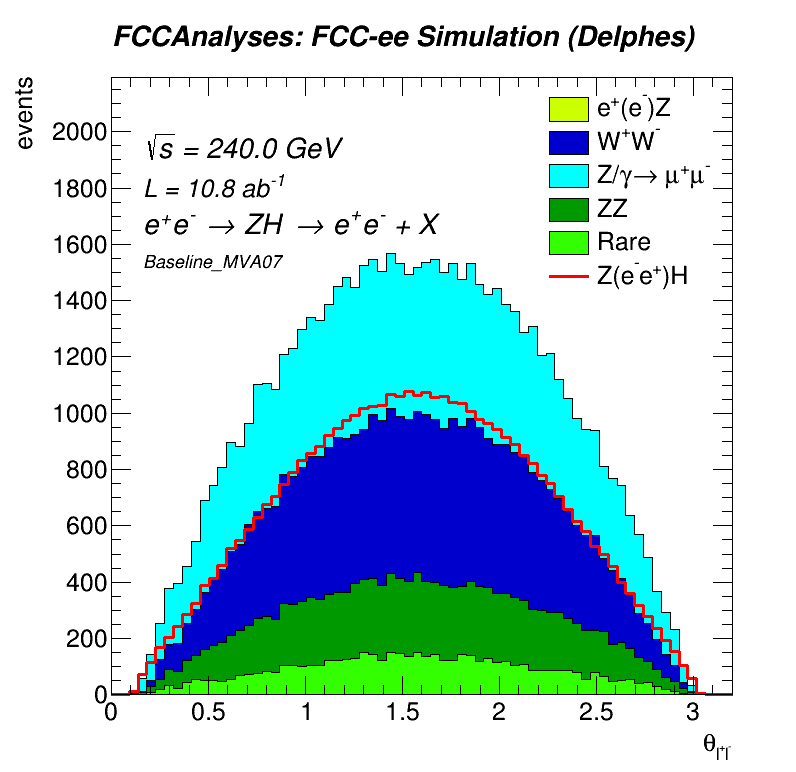 FCCAnalyses: FCC-ee Simulation (Delphes)
events
√s = 240.0 GeV
L = 10.8 ab⁻¹
e⁺e⁻ → ZH → e⁺e⁻ + X
Baseline_MVA07
e⁺(e⁻)Z
W⁺W⁻
Z/γ→ μ⁺μ⁻
ZZ
Rare
Z(e⁻e⁺)H
2000
1800
1600
1400
1200
1000
800
600
400
200
0
0 0.5 1 1.5 2 2.5 3
θ_{l⁺l⁻}